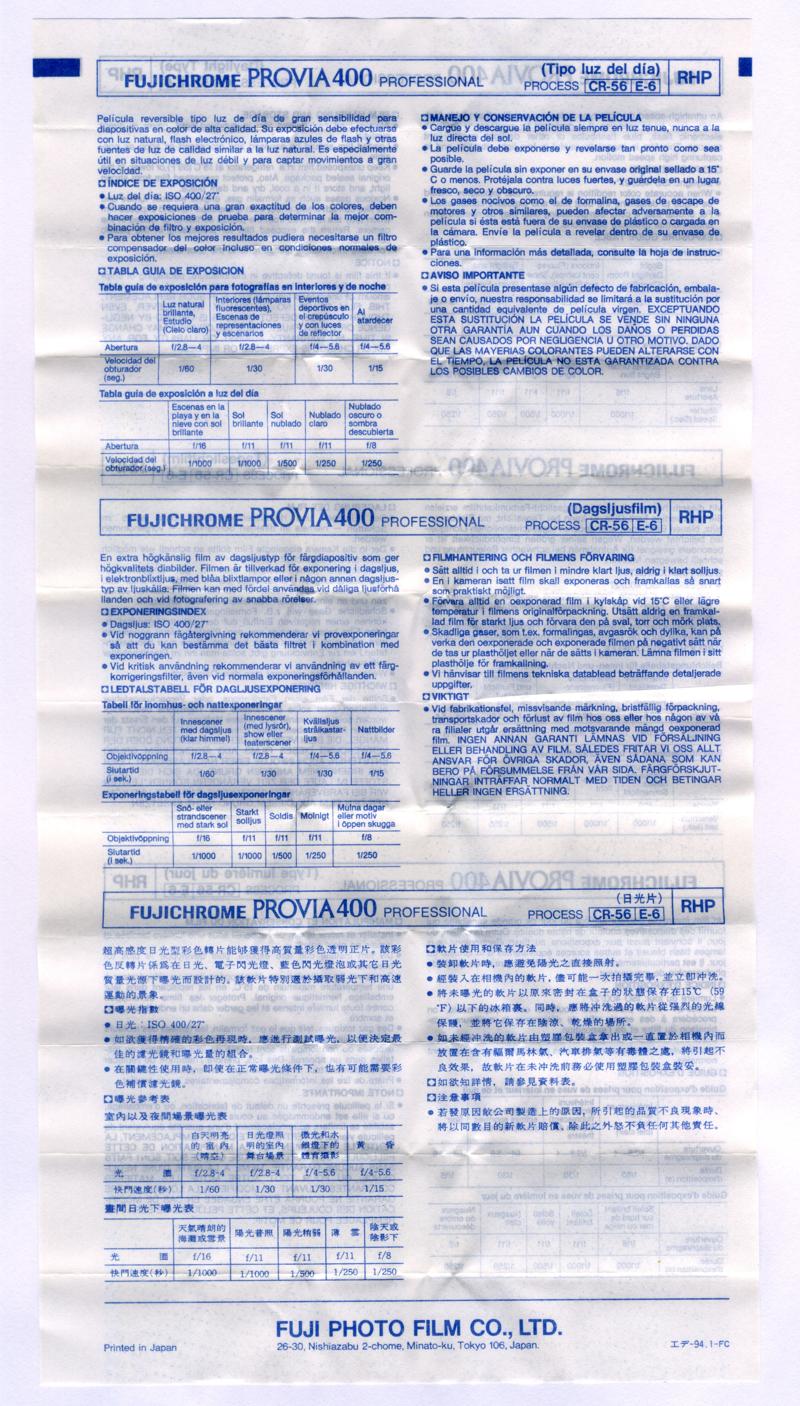 FUJICHROME PROVIA 400 PROFESSIONAL (Tipo luz del día) PROCESS CR-56 E-6 RHP
Película reversible tipo luz de día de gran sensibilidad para
diapositivas en color de alta calidad. Su exposición debe efectuarse
con luz natural, flash electrónico, lámparas azules de flash y otras
fuentes de luz de calidad similar a la luz natural. Es especialmente
útil en situaciones de luz débil y para captar movimientos a gran
velocidad.
ÍNDICE DE EXPOSICIÓN
● Luz del día: ISO 400/27°
● Cuando se requiera una gran exactitud de los colores, deben
hacer exposiciones de prueba para determinar la mejor com-
binación de filtro y exposición.
● Para obtener los mejores resultados pudiera necesitarse un filtro
compensador del color incluso en condiciones normales de
exposición.
TABLA GUIA DE EXPOSICION
Tabla guía de exposición para fotografías en interiores y de noche
Luz natural brillante, Estudio (Cielo claro) Interiores (lámparas fluorescentes), Escenas de representaciones y escenarios Eventos deportivos en el crepúsculo y con luces de reflector Al atardecer
Abertura f/2.8—4 f/2.8—4 f/4—5.6 f/4—5.6
Velocidad del obturador (seg.) 1/60 1/30 1/30 1/15
Tabla guía de exposición a luz del día
Escenas en la playa y en la nieve con sol brillante Sol brillante Sol nublado Nublado claro Nublado oscuro o sombra descubierta
Abertura f/16 f/11 f/11 f/11 f/8
Velocidad del obturador (seg.) 1/1000 1/1000 1/500 1/250 1/250
MANEJO Y CONSERVACIÓN DE LA PELÍCULA
● Cargue y descargue la película siempre en luz tenue, nunca a la
luz directa del sol.
● La película debe exponerse y revelarse tan pronto como sea
posible.
● Guarde la película sin exponer en su envase original sellado a 15°
C o menos. Protéjala contra luces fuertes, y guárdela en un lugar
fresco, seco y obscuro.
● Los gases nocivos como el de formalina, gases de escape de
motores y otros similares, pueden afectar adversamente a la
película si ésta está fuera de su envase de plástico o cargada en
la cámara. Envíe la película a revelar dentro de su envase de
plástico.
● Para una información más detallada, consulte la hoja de instruc-
ciones.
AVISO IMPORTANTE
● Si esta película presentase algún defecto de fabricación, embala-
je o envío, nuestra responsabilidad se limitará a la sustitución por
una cantidad equivalente de película virgen. EXCEPTUANDO
ESTA SUSTITUCIÓN LA PELÍCULA SE VENDE SIN NINGUNA
OTRA GARANTÍA AUN CUANDO LOS DAÑOS O PERDIDAS
SEAN CAUSADOS POR NEGLIGENCIA U OTRO MOTIVO. DADO
QUE LAS MAYERIAS COLORANTES PUEDEN ALTERARSE CON
EL TIEMPO, LA PELÍCULA NO ESTA GARANTIZADA CONTRA
LOS POSIBLES CAMBIOS DE COLOR.
FUJICHROME PROVIA 400 PROFESSIONAL (Dagsljusfilm) PROCESS CR-56 E-6 RHP
En extra högkänslig film av dagsljustyp för färgdiapositiv som ger
högkvalitets diabilder. Filmen är tillverkad för exponering i dagsljus,
i elektronblixtljus, med blåa blixtlampor eller i någon annan dagsljus-
typ av ljuskälla. Filmen kan med fördel användas vid dåliga ljusförhå
llanden och vid fotografering av snabba rörelser.
EXPONERINGSINDEX
● Dagsljus: ISO 400/27°
● Vid noggrann fägåtergivning rekommenderar vi provexponeringar
så att du kan bestämma det bästa filtret i kombination med
exponeringen.
● Vid kritisk användning rekommenderar vi användning av ett färg-
korrigeringsfilter, även vid normala exponeringsförhållanden.
LEDTALSTABELL FÖR DAGLJUSEXPONERING
Tabell för inomhus- och nattexponeringar
Innescener med dagsljus (klar himmel) Innescener (med lysrör), show eller teaterscener Kvällsljus strålkastar-ljus Nattbilder
Objektivöppning f/2.8—4 f/2.8—4 f/4—5.6 f/4—5.6
Slutartid (i sek.) 1/60 1/30 1/30 1/15
Exponeringstabell för dagsljusexponeringar
Snö- eller strandscener med stark sol Starkt solljus Soldis Molnigt Mulna dagar eller motiv i öppen skugga
Objektivöppning f/16 f/11 f/11 f/11 f/8
Slutartid (i sek.) 1/1000 1/1000 1/500 1/250 1/250
FILMHANTERING OCH FILMENS FÖRVARING
● Sätt alltid i och ta ur filmen i mindre klart ljus, aldrig i klart solljus.
● En i kameran isatt film skall exponeras och framkallas så snart
som praktiskt möjligt.
● Förvara alltid en oexponerad film i kylskåp vid 15°C eller lägre
temperatur i filmens originalförpackning. Utsätt aldrig en framkal-
lad film för starkt ljus och förvara den på sval, torr och mörk plats.
● Skadliga gaser, som t.ex. formalingas, avgasrök och dylika, kan på
verka den oexponerade och exponerade filmen på negativt sätt när
de tas ur plasthöljet eller när de sätts i kameran. Lämna filmen i sitt
plasthölje för framkallning.
● Vi hänvisar till filmens tekniska datablead beträffande detaljerade
uppgifter.
VIKTIGT
● Vid fabrikationsfel, missvisande märkning, bristfällig förpackning,
transportskador och förlust av film hos oss eller hos någon av vå
ra filialer utgår ersättning med motsvarande mängd oexponerad
film. INGEN ANNAN GARANTI LÄMNAS VID FÖRSÄLJNING
ELLER BEHANDLING AV FILM. SÅLEDES FRITAR VI OSS ALLT
ANSVAR FÖR ÖVRIGA SKADOR, ÄVEN SÅDANA SOM KAN
BERO PÅ FÖRSUMMELSE FRÅN VÅR SIDA. FÄRGFÖRSKJUT-
NINGAR INTRÄFFAR NORMALT MED TIDEN OCH BETINGAR
HELLER INGEN ERSÄTTNING.
FUJICHROME PROVIA 400 PROFESSIONAL (日光片) PROCESS CR-56 E-6 RHP
超高感度日光型彩色轉片能够獲得高質量彩色透明正片。該彩
色反轉片係爲在日光、電子閃光燈、藍色閃光燈泡或其它日光
質量光源下曝光而設計的。該軟片特別適於攝取弱光下和高速
運動的景象。
曝光指數
● 日光：ISO 400/27°
● 如欲獲得精確的彩色再現時，應進行測試曝光，以便決定最
佳的濾光鏡和曝光量的組合。
● 在關鍵性使用時，即使在正常曝光條件下，也有可能需要彩
色補償濾光鏡。
曝光參考表
室內以及夜間場景曝光表
白天明亮的室內（晴空） 日光燈照明的室內舞台場景 微光和水銀燈下的體育攝影 黃昏
光圈 f/2.8-4 f/2.8-4 f/4-5.6 f/4-5.6
快門速度(秒) 1/60 1/30 1/30 1/15
晝間日光下曝光表
天氣晴朗的海灘或雪景 陽光普照 陽光稍弱 薄雲 陰天或陰影下
光圈 f/16 f/11 f/11 f/11 f/8
快門速度(秒) 1/1000 1/1000 1/500 1/250 1/250
軟片使用和保存方法
● 裝卸軟片時，應避免陽光之直接照射。
● 經裝入在相機內的軟片，儘可能一次拍攝完畢，並立即冲洗。
● 將未曝光的軟片以原來密封在盒子的狀態保存在15℃ (59
°F) 以下的冰箱裏。同時，應將冲洗過的軟片從强烈的光線
保護，並將它保存在陰涼、乾燥的場所。
● 如未經冲洗的軟片由塑膠包裝盒拿出或一直置於相機內而
放置在含有福爾馬林氣、汽車排氣等有毒體之處，將引起不
良效果，故軟片在未冲洗前務必使用塑膠包裝盒裝妥。
如欲知詳情，請參見資料表。
注意事項
● 若發原因敝公司製造上的原因，所引起的品質不良現象時、
將以同數目的新軟片賠償，除此之外恕不負任何其他責任。
FUJI PHOTO FILM CO., LTD.
26-30, Nishiazabu 2-chome, Minato-ku, Tokyo 106, Japan.
Printed in Japan
エデ-94.1-FC